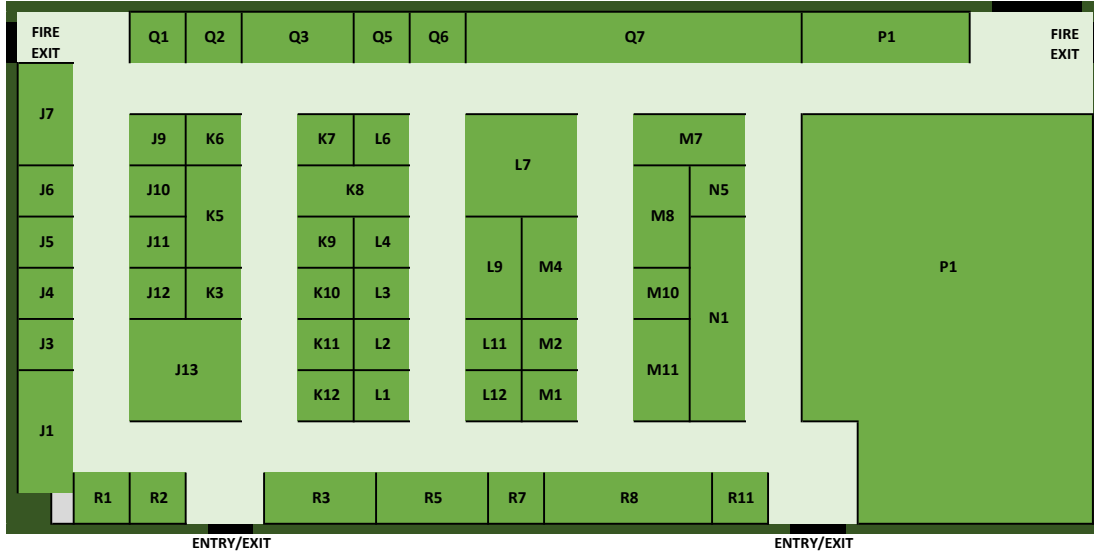 FIRE
EXIT
Q1 Q2 Q3 Q5 Q6 Q7 P1
FIRE
EXIT
J7
J9 K6 K7 L6 L7 M7
J6 J10 K5 K8 M8 N5
J5 J11 K9 L4 L9 M4 P1
J4 J12 K3 K10 L3 M10 N1
J3 J13 K11 L2 L11 M2 M11
J1 K12 L1 L12 M1
R1 R2 R3 R5 R7 R8 R11
ENTRY/EXIT ENTRY/EXIT